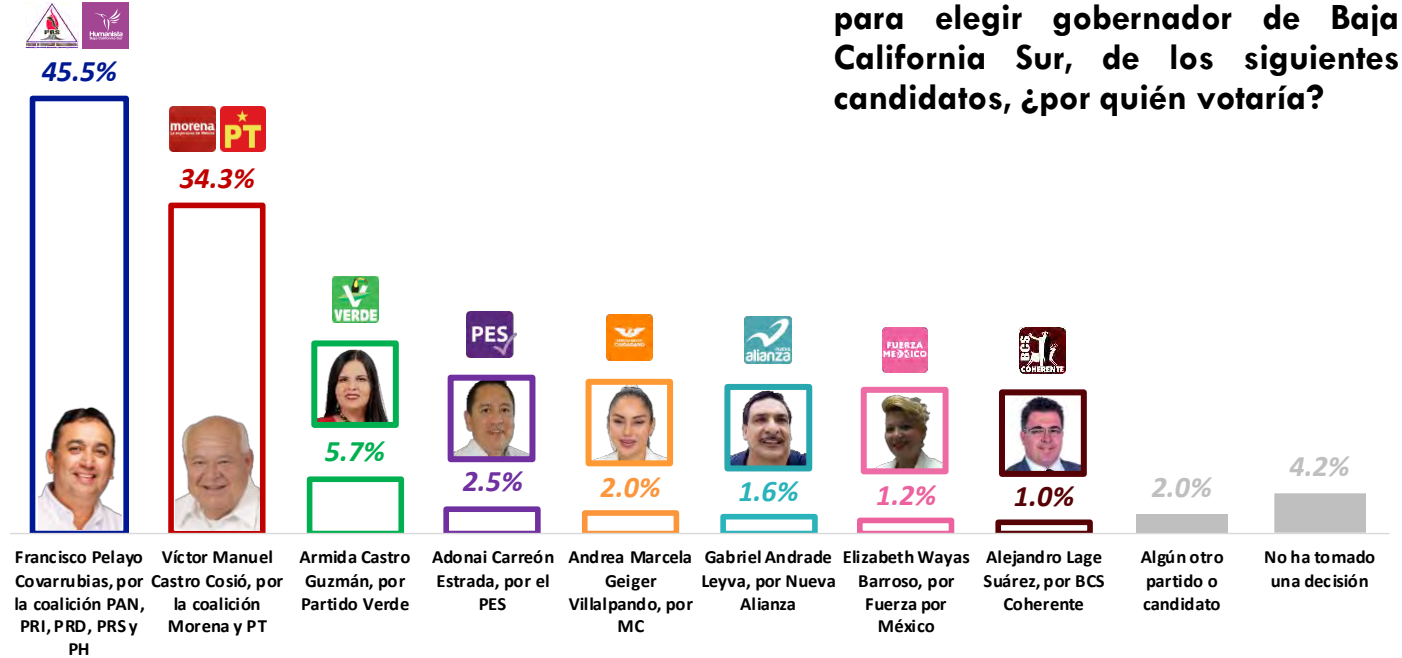 para elegir gobernador de Baja
California Sur, de los siguientes
candidatos, ¿por quién votaría?
PRS
Humanista
45.5%
morena
PT
34.3%
VERDE
5.7%
PES
2.5%
CIUDADANO
2.0%
alianza
1.6%
FUERZA
MEXICO
1.2%
BCS
COHERENTE
1.0%
2.0%
4.2%
Francisco Pelayo
Covarrubias, por
la coalición PAN,
PRI, PRD, PRS y
PH
Víctor Manuel
Castro Cosió, por
la coalición
Morena y PT
Armida Castro
Guzmán, por
Partido Verde
Adonai Carreón
Estrada, por el
PES
Andrea Marcela
Geiger
Villalpando, por
MC
Gabriel Andrade
Leyva, por Nueva
Alianza
Elizabeth Wayas
Barroso, por
Fuerza por
México
Alejandro Lage
Suárez, por BCS
Coherente
Algún otro
partido o
candidato
No ha tomado
una decisión